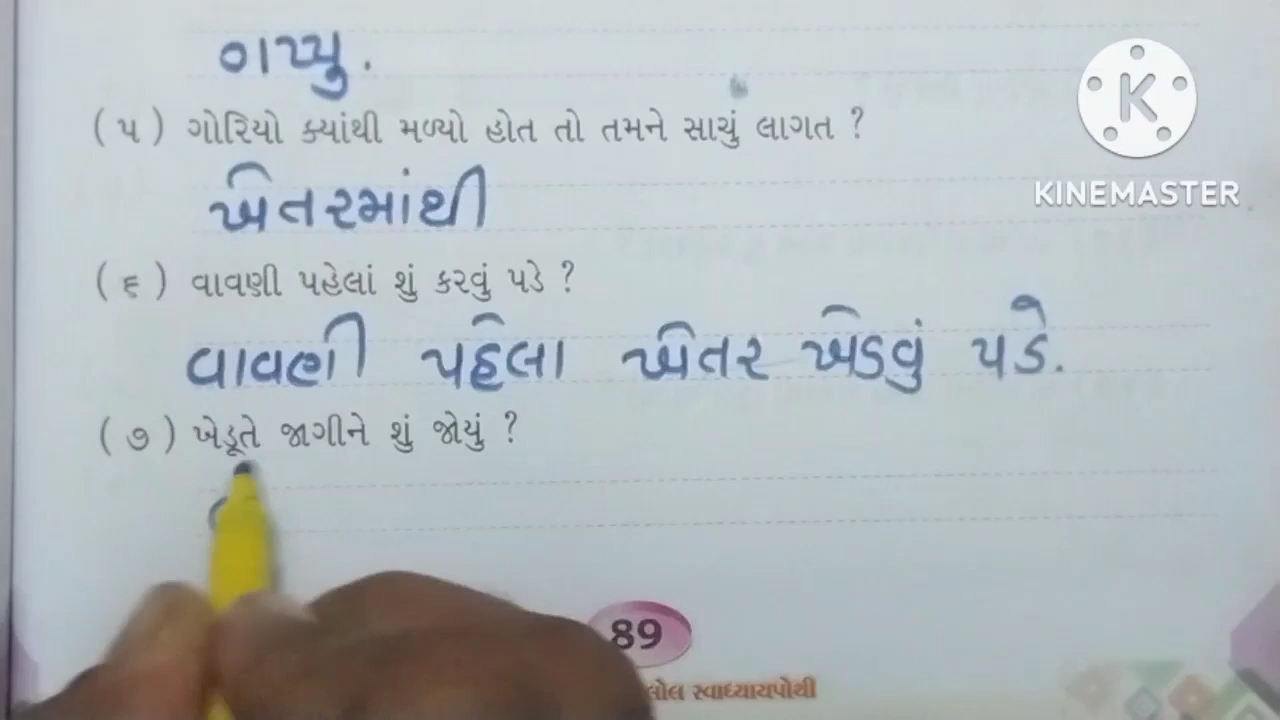 ગપ્યુ.
(૫) ગોરિયો ક્યાંથી મળ્યો હોત તો તમને સાચું લાગત ?
ખેતરમાંથી
(૬) વાવણી પહેલાં શું કરવું પડે ?
વાવણી પહેલા ખેતર ખેડવું પડે.
(૭) ખેડૂતે જાગીને શું જોયું ?
89
લોલ સ્વાધ્યાયપોથી
K
KINEMASTER